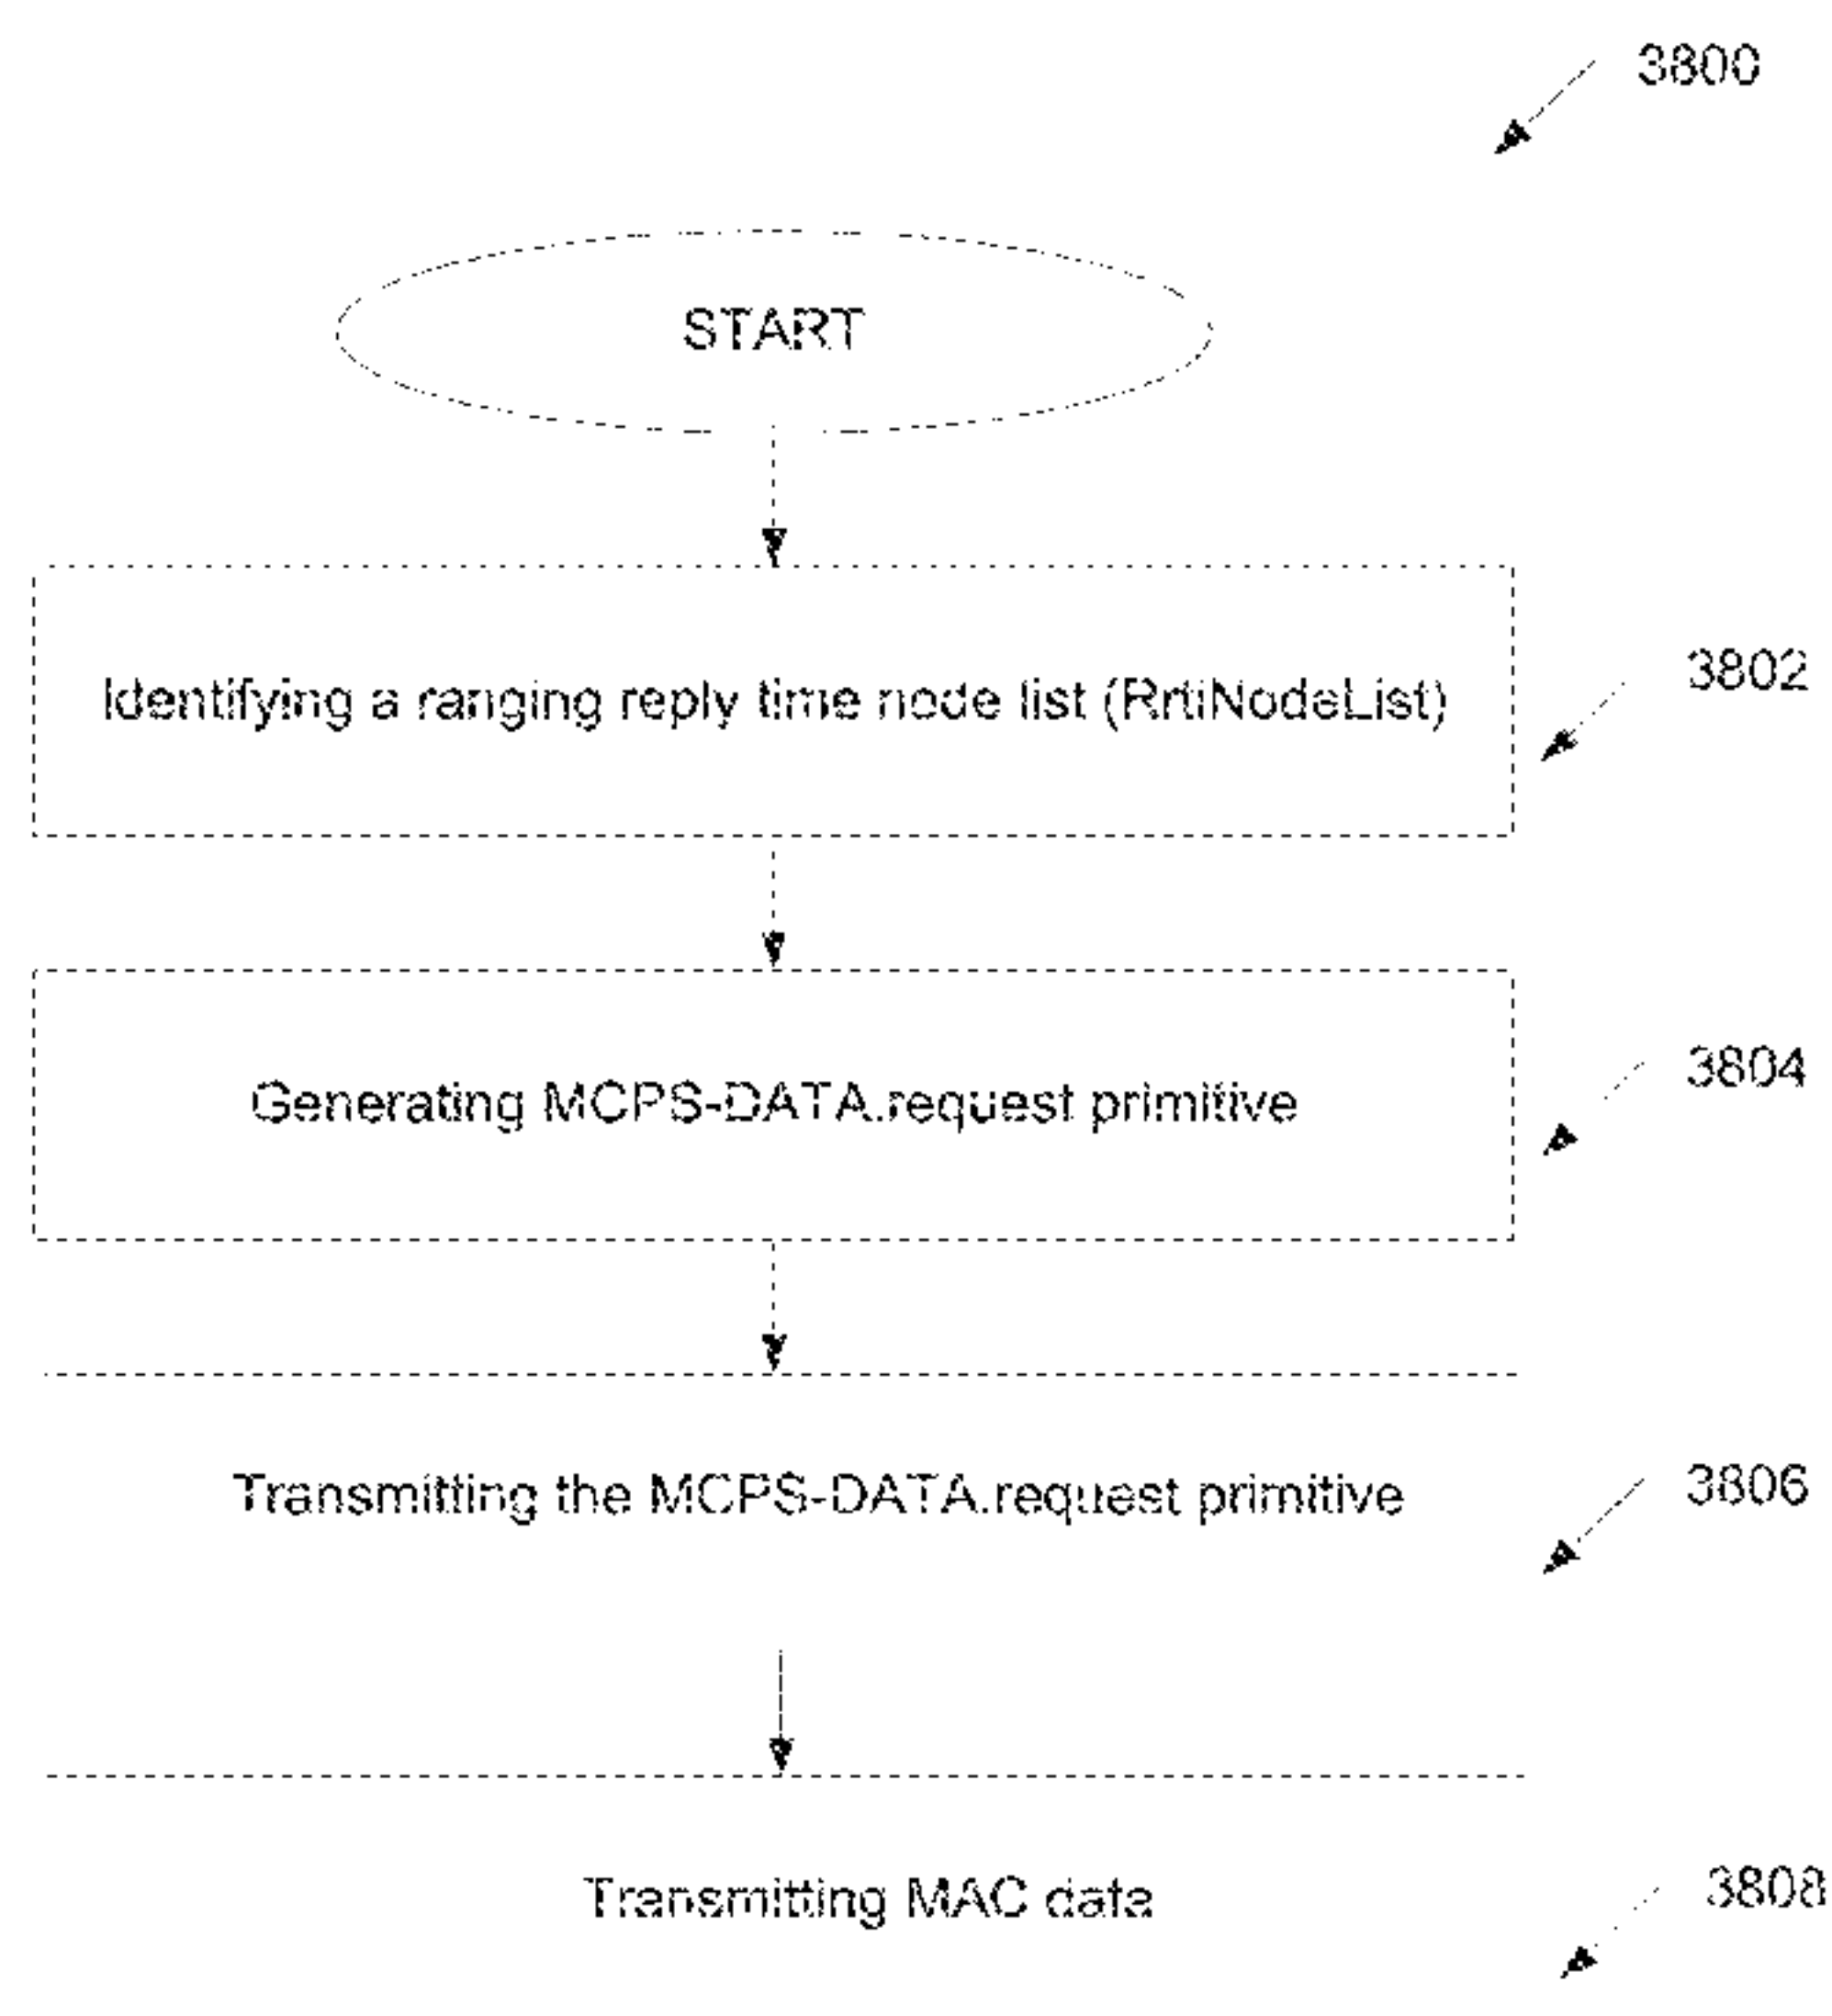 3800
START
Identifying a ranging reply time node list (RrtiNodeList)
3802
Generating MCPS-DATA.request primitive
3804
Transmitting the MCPS-DATA.request primitive
3806
Transmitting MAC data
3808